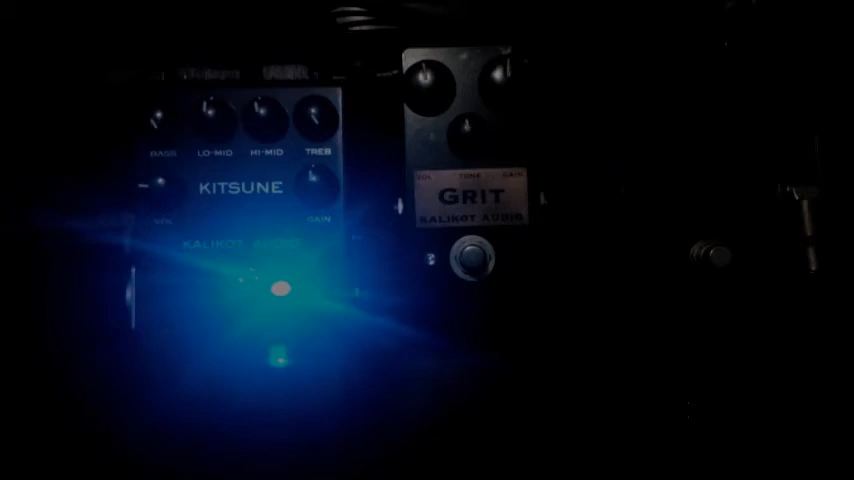 BASS LO-MID HI-MID TREB
KITSUNE
VOL GAIN
KALIKOT AUDIO
VOL TONE GAIN
GRIT
KALIKOT AUDIO